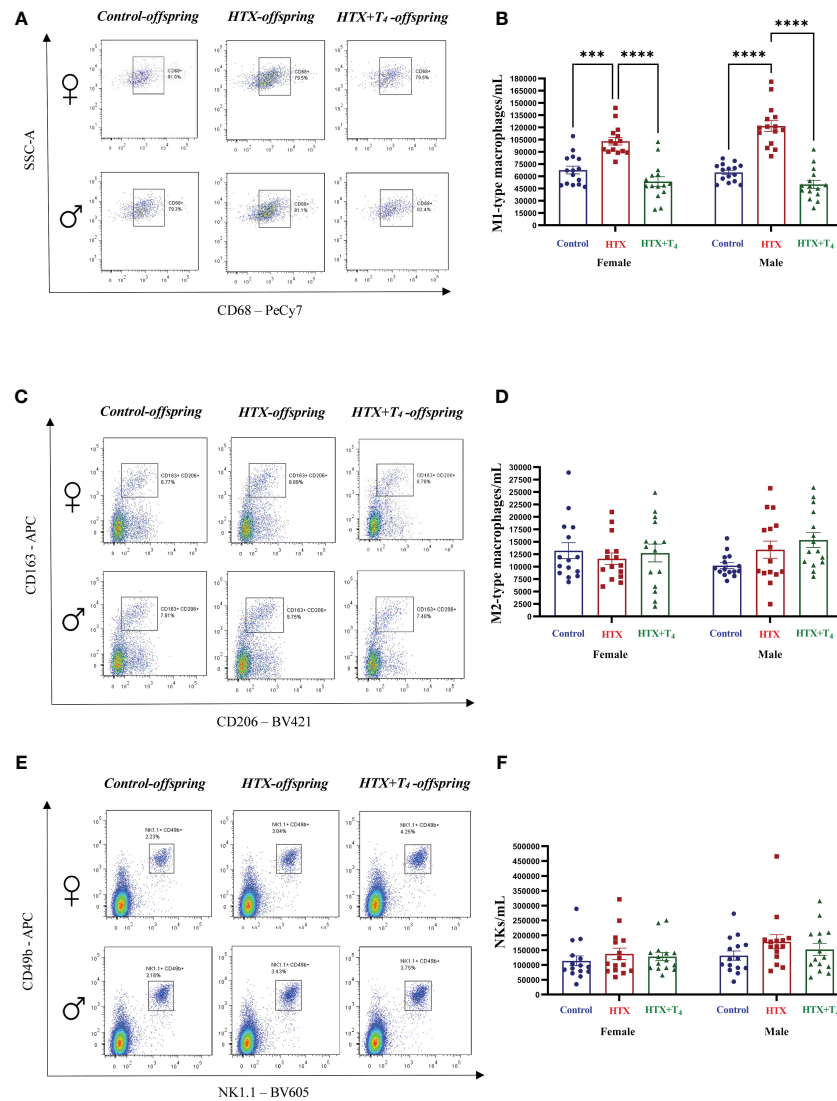 A
Control-offspring HTX-offspring HTX+T4 -offspring
♀
CD68+
79.5%
CD68+
79.5%
♂
CD68+
79.3%
CD68+
81.1%
CD68+
82.4%
SSC-A
CD68 – PeCy7
B
*** **** **** ****
M1-type macrophages/mL
180000
165000
150000
135000
120000
105000
90000
75000
60000
45000
30000
15000
0
Control HTX HTX+T4 Control HTX HTX+T4
Female Male
C
Control-offspring HTX-offspring HTX+T4 -offspring
♀
CD163+ CD206+
6.77%
CD163+ CD206+
CD163+ CD206+
♂
CD163+ CD206+
7.81%
CD163+ CD206+
9.75%
CD163+ CD206+
7.40%
CD163 - APC
CD206 – BV421
D
M2-type macrophages/mL
30000
27500
25000
22500
20000
17500
15000
12500
10000
7500
5000
2500
0
Control HTX HTX+T4 Control HTX HTX+T4
Female Male
E
Control-offspring HTX-offspring HTX+T4 -offspring
♀
NK1.1+ CD49b+
2.23%
NK1.1+ CD49b+
3.04%
NK1.1+ CD49b+
4.25%
♂
NK1.1+ CD49b+
3.16%
NK1.1+ CD49b+
3.43%
NK1.1+ CD49b+
3.75%
CD49b - APC
NK1.1 – BV605
F
NKs/mL
500000
450000
400000
350000
300000
250000
200000
150000
100000
50000
0
Control HTX HTX+T4 Control HTX HTX+T4
Female Male